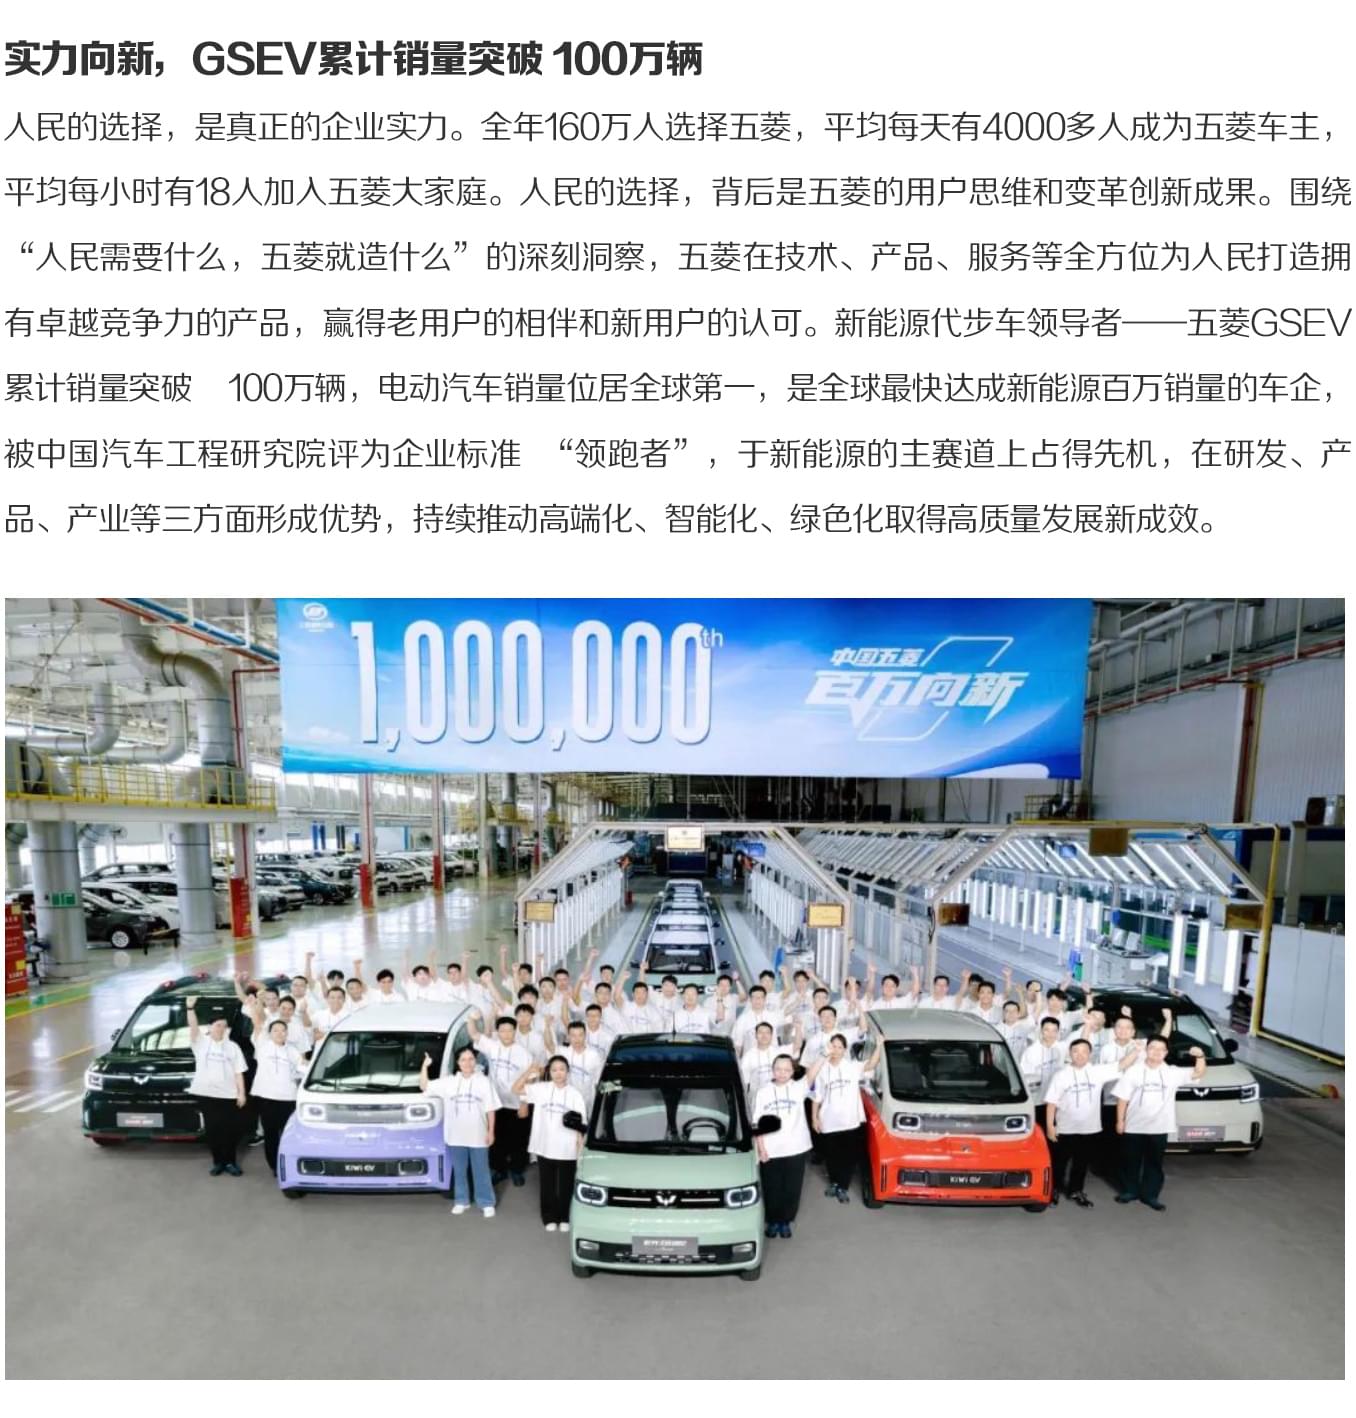 实力向新，GSEV累计销量突破 100万辆
人民的选择，是真正的企业实力。全年160万人选择五菱，平均每天有4000多人成为五菱车主，
平均每小时有18人加入五菱大家庭。人民的选择，背后是五菱的用户思维和变革创新成果。围绕
“人民需要什么，五菱就造什么”的深刻洞察，五菱在技术、产品、服务等全方位为人民打造拥
有卓越竞争力的产品，赢得老用户的相伴和新用户的认可。新能源代步车领导者——五菱GSEV
累计销量突破 100万辆，电动汽车销量位居全球第一，是全球最快达成新能源百万销量的车企，
被中国汽车工程研究院评为企业标准 “领跑者”，于新能源的主赛道上占得先机，在研发、产
品、产业等三方面形成优势，持续推动高端化、智能化、绿色化取得高质量发展新成效。
1,000,000th
中国五菱
百万向新
KiWi EV
KiWi EV